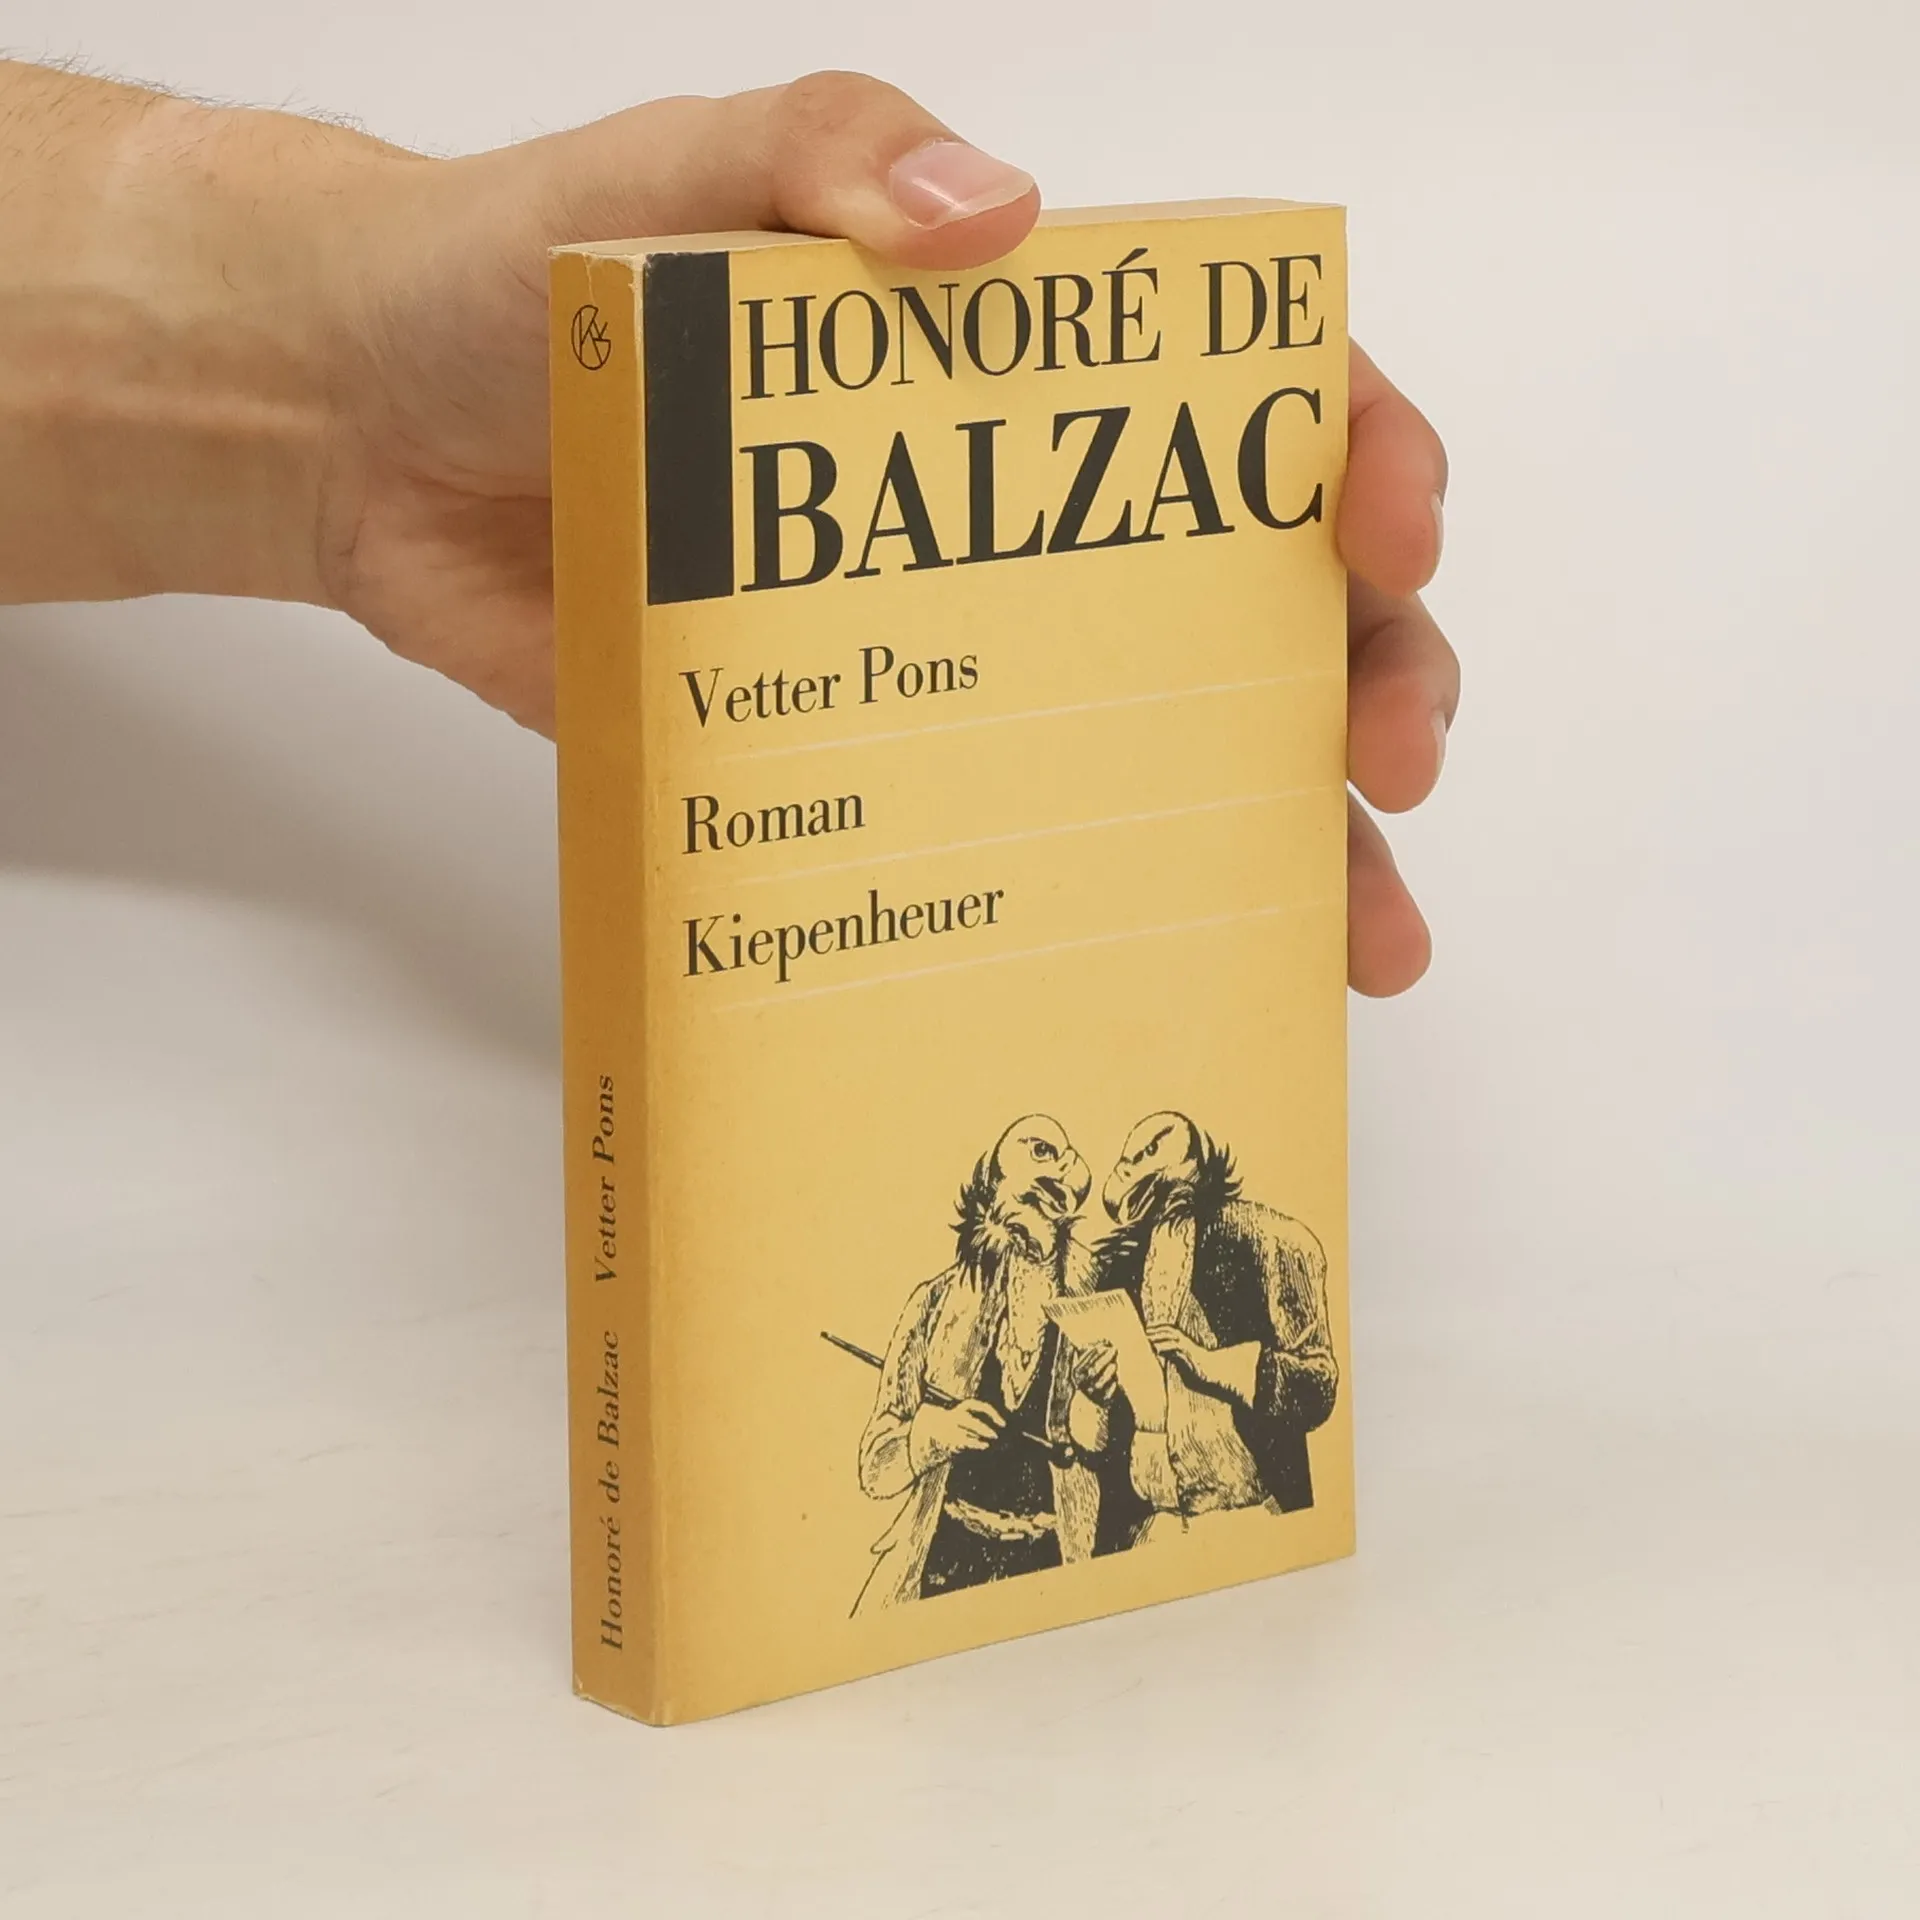 HONORÉ DE
BALZAC
Vetter Pons
Roman
Kiepenheuer
Honoré de Balzac Vetter Pons